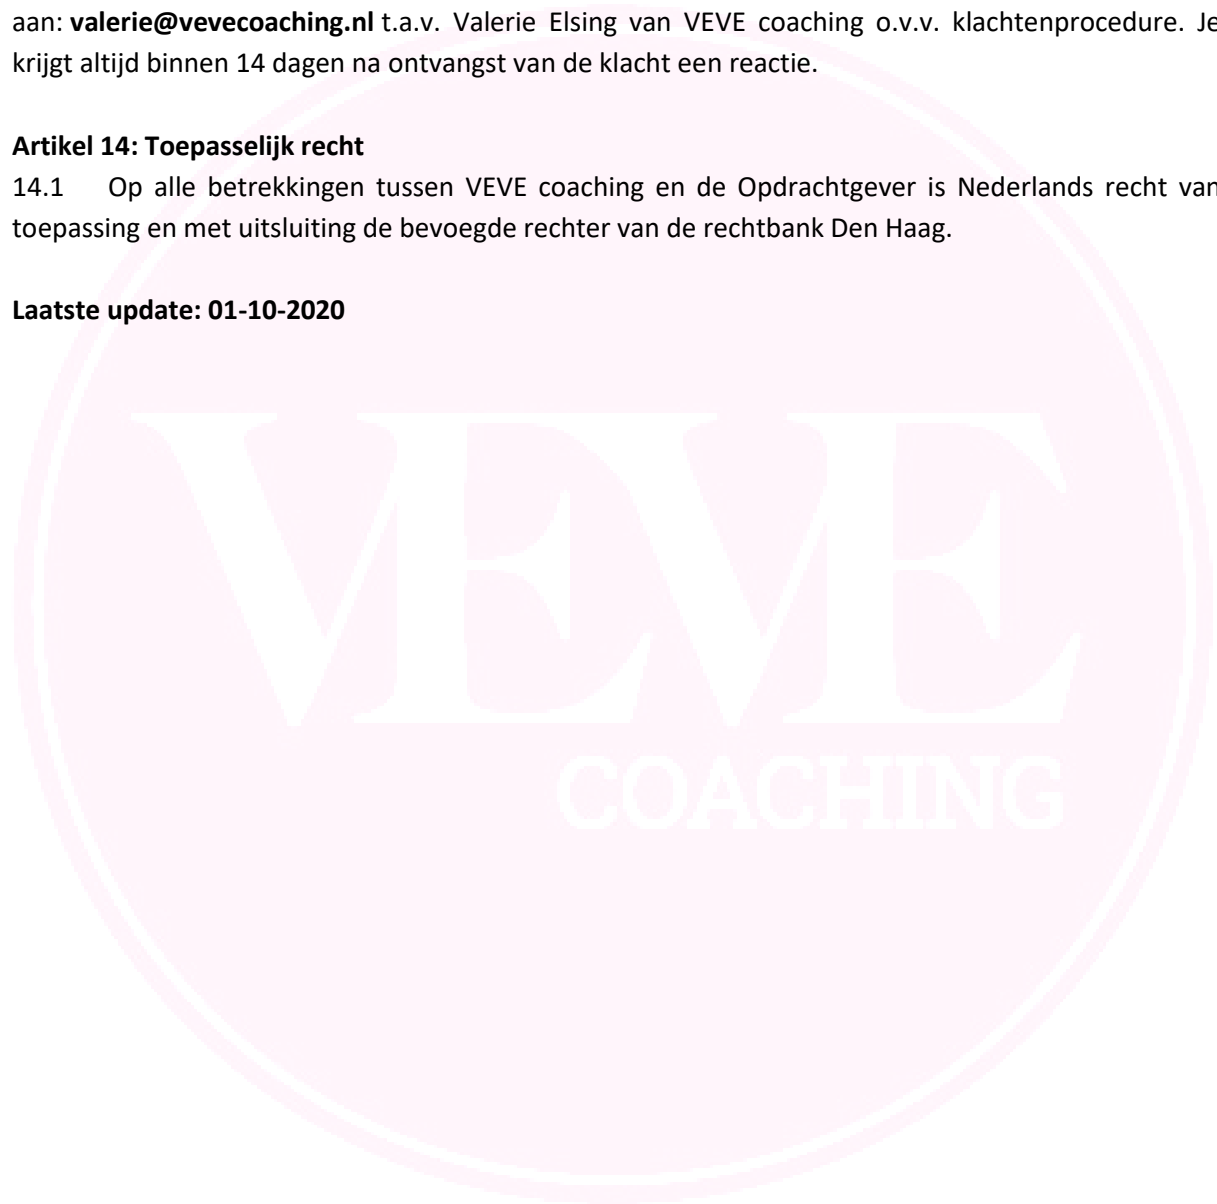 aan: valerie@vevecoaching.nl t.a.v. Valerie Elsing van VEVE coaching o.v.v. klachtenprocedure. Je
krijgt altijd binnen 14 dagen na ontvangst van de klacht een reactie.
Artikel 14: Toepasselijk recht
14.1 Op alle betrekkingen tussen VEVE coaching en de Opdrachtgever is Nederlands recht van
toepassing en met uitsluiting de bevoegde rechter van de rechtbank Den Haag.
Laatste update: 01-10-2020
VEVE
COACHING